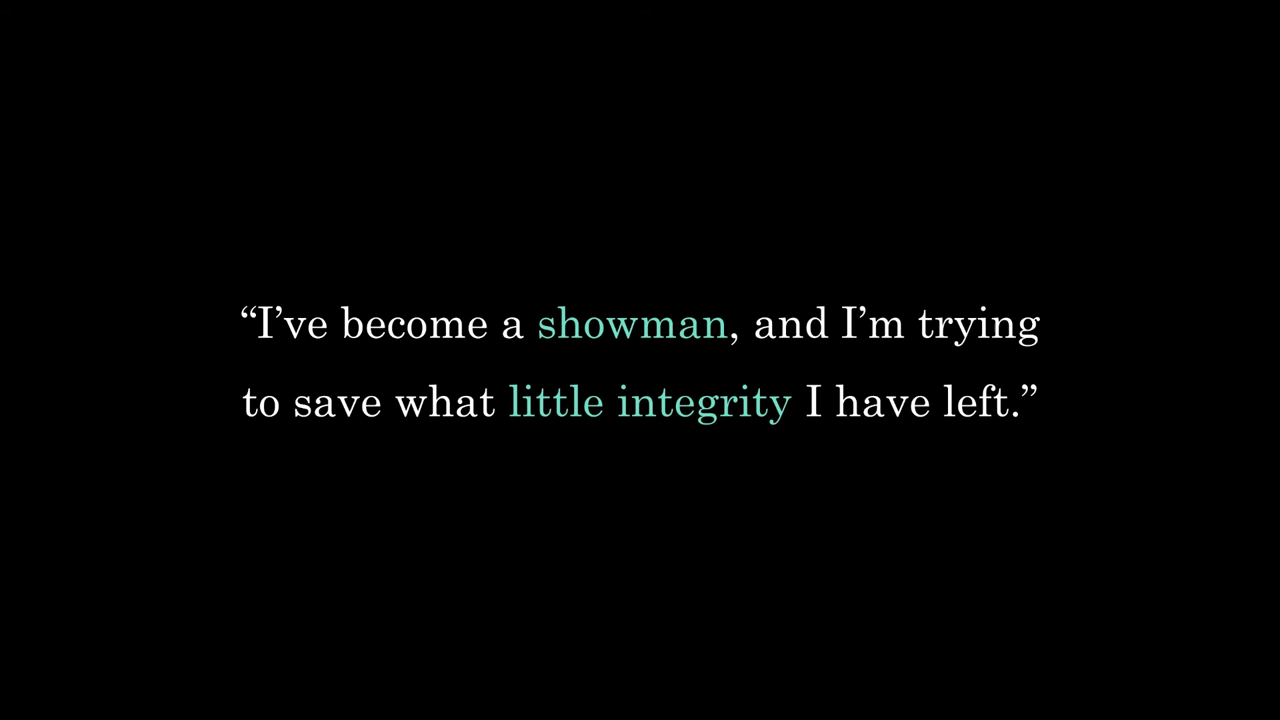 “I’ve become a showman, and I’m trying
to save what little integrity I have left.”